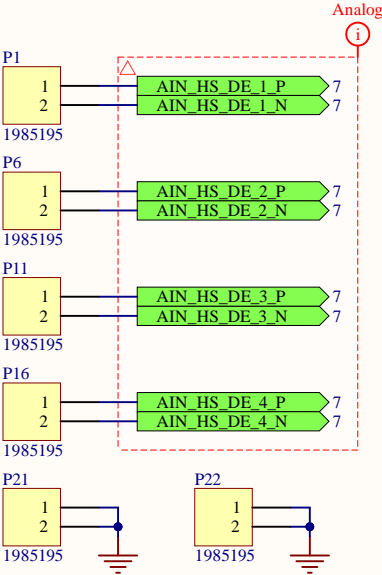 Analog
i
P1
1 AIN_HS_DE_1_P 7
2 AIN_HS_DE_1_N 7
1985195
P6
1 AIN_HS_DE_2_P 7
2 AIN_HS_DE_2_N 7
1985195
P11
1 AIN_HS_DE_3_P 7
2 AIN_HS_DE_3_N 7
1985195
P16
1 AIN_HS_DE_4_P 7
2 AIN_HS_DE_4_N 7
1985195
P21 P22
1 1
2 2
1985195 1985195